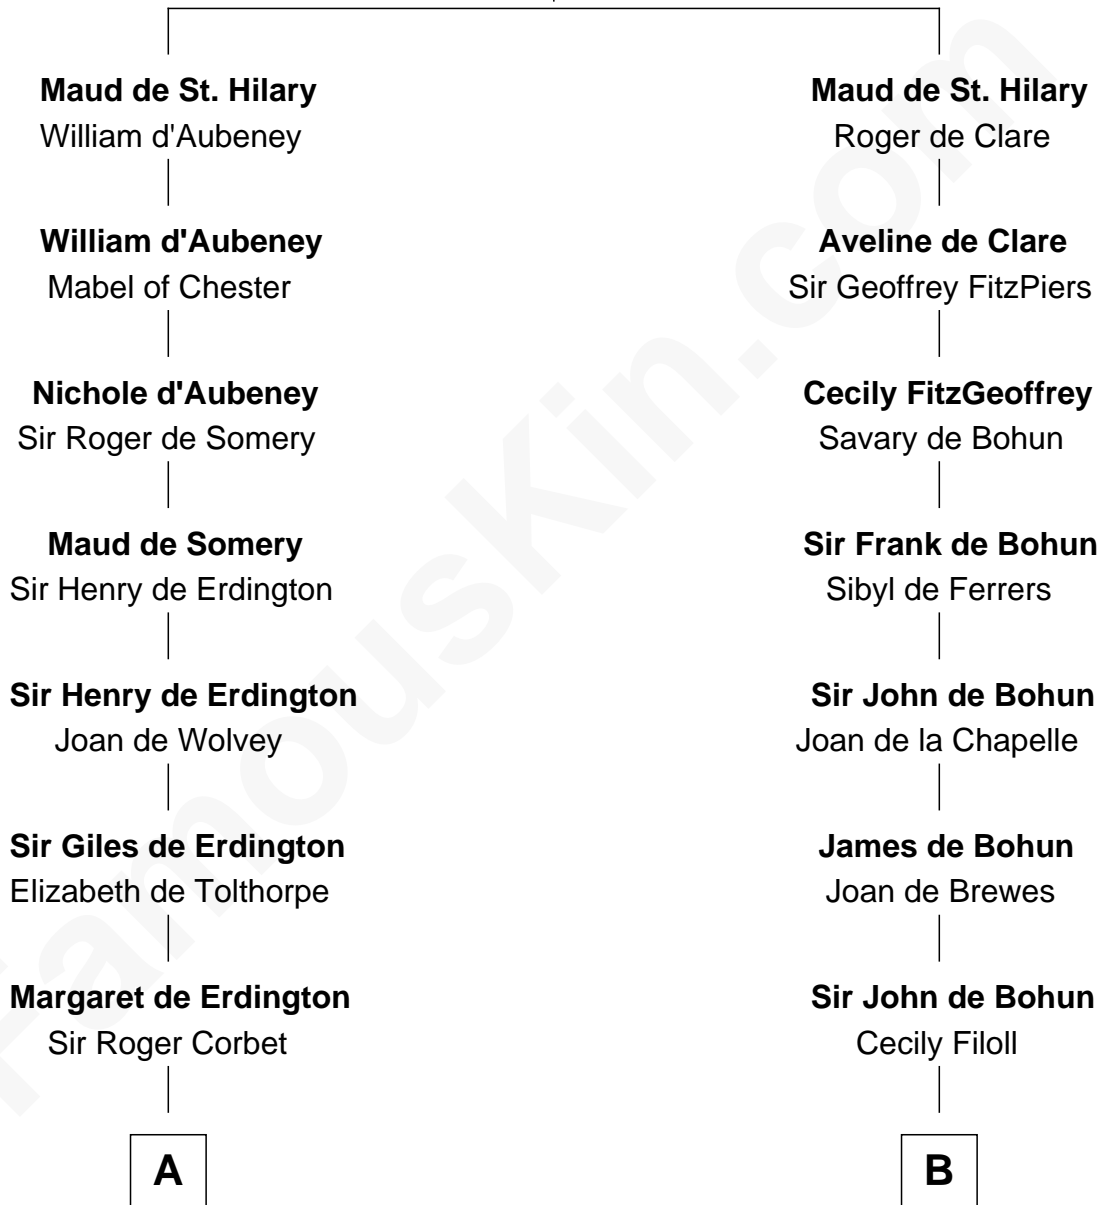 Maud de St. Hilary
William d'Aubeney
William d'Aubeney
Mabel of Chester
Nichole d'Aubeney
Sir Roger de Somery
Maud de Somery
Sir Henry de Erdington
Sir Henry de Erdington
Joan de Wolvey
Sir Giles de Erdington
Elizabeth de Tolthorpe
Margaret de Erdington
Sir Roger Corbet
A
Maud de St. Hilary
Roger de Clare
Aveline de Clare
Sir Geoffrey FitzPiers
Cecily FitzGeoffrey
Savary de Bohun
Sir Frank de Bohun
Sibyl de Ferrers
Sir John de Bohun
Joan de la Chapelle
James de Bohun
Joan de Brewes
Sir John de Bohun
Cecily Filoll
B
FamousKin.com